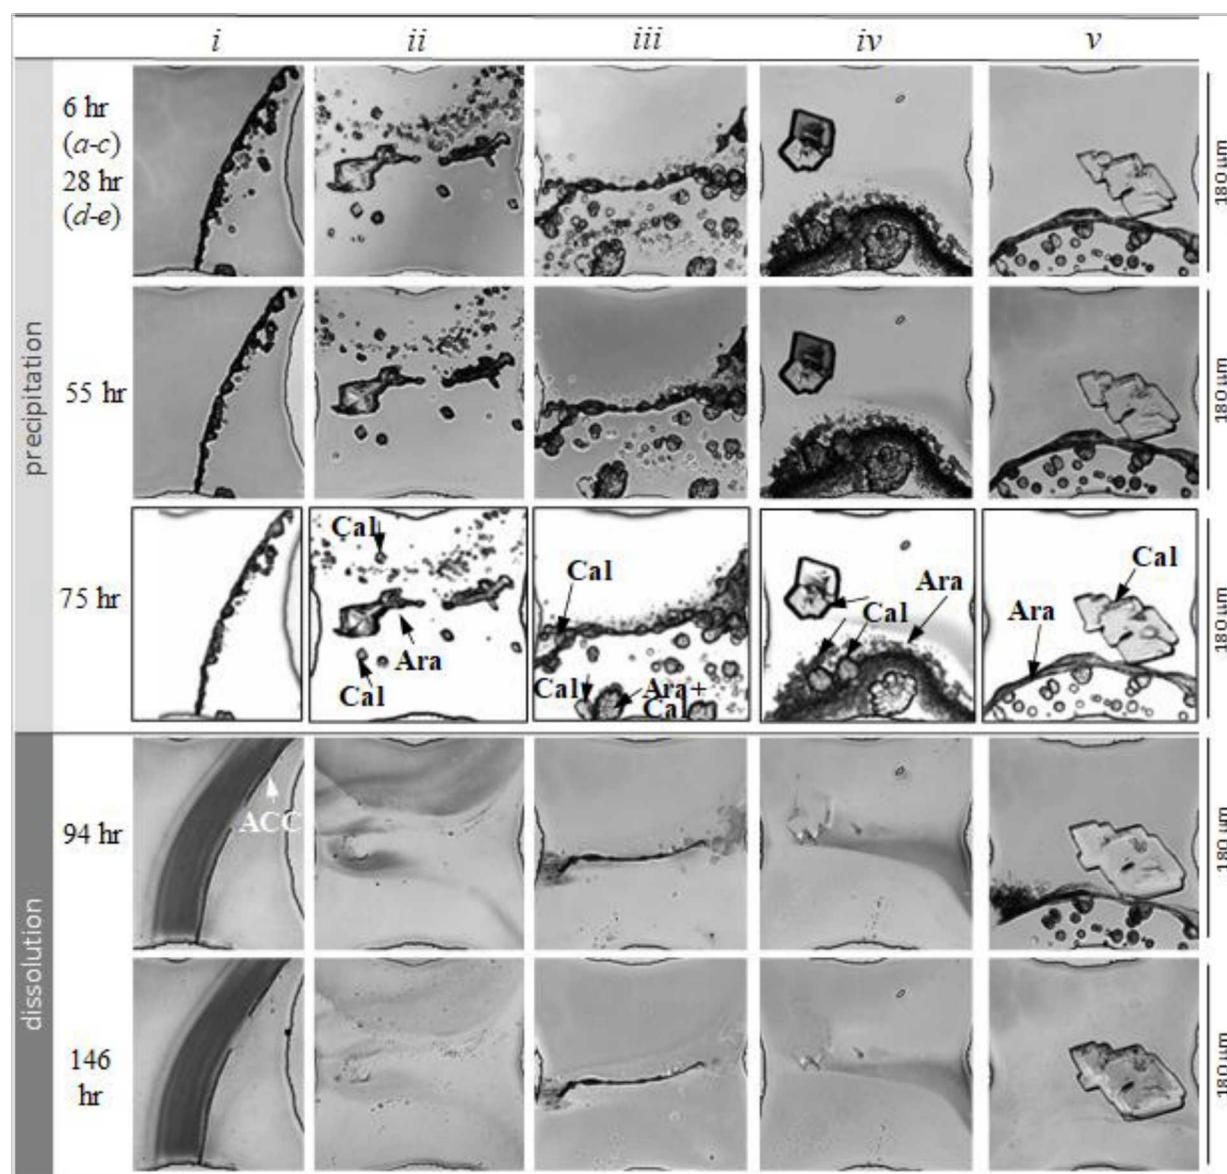 i ii iii iv v
precipitation
6 hr
(a-c)
28 hr
(d-e)
180 µm
55 hr
180 µm
75 hr
Cal
Ara
Cal
Cal
Cal
Ara+
Cal
Cal
Ara
Cal
Ara
180 µm
dissolution
94 hr
ACC
180 µm
146
hr
180 µm